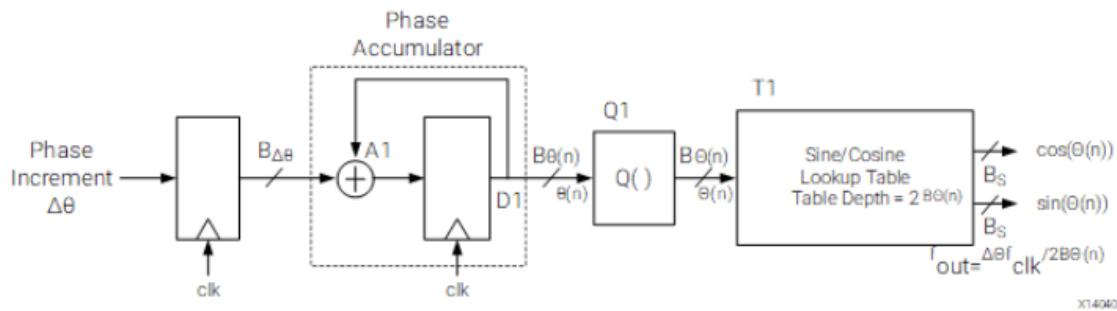 Phase
Accumulator
Phase
Increment
Δθ
clk
BΔθ
A1
D1
clk
Bθ(n)
θ(n)
Q1
Q( )
BΘ(n)
Θ(n)
T1
Sine/Cosine
Lookup Table
Table Depth = 2 BΘ(n)
cos(Θ(n))
BS
sin(Θ(n))
BS
fout=Δθfclk/2Bθ(n)
X14040